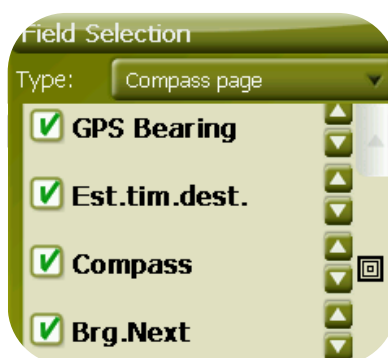 Field Selection
Type: Compass page
GPS Bearing
Est.tim.dest.
Compass
Brg.Next